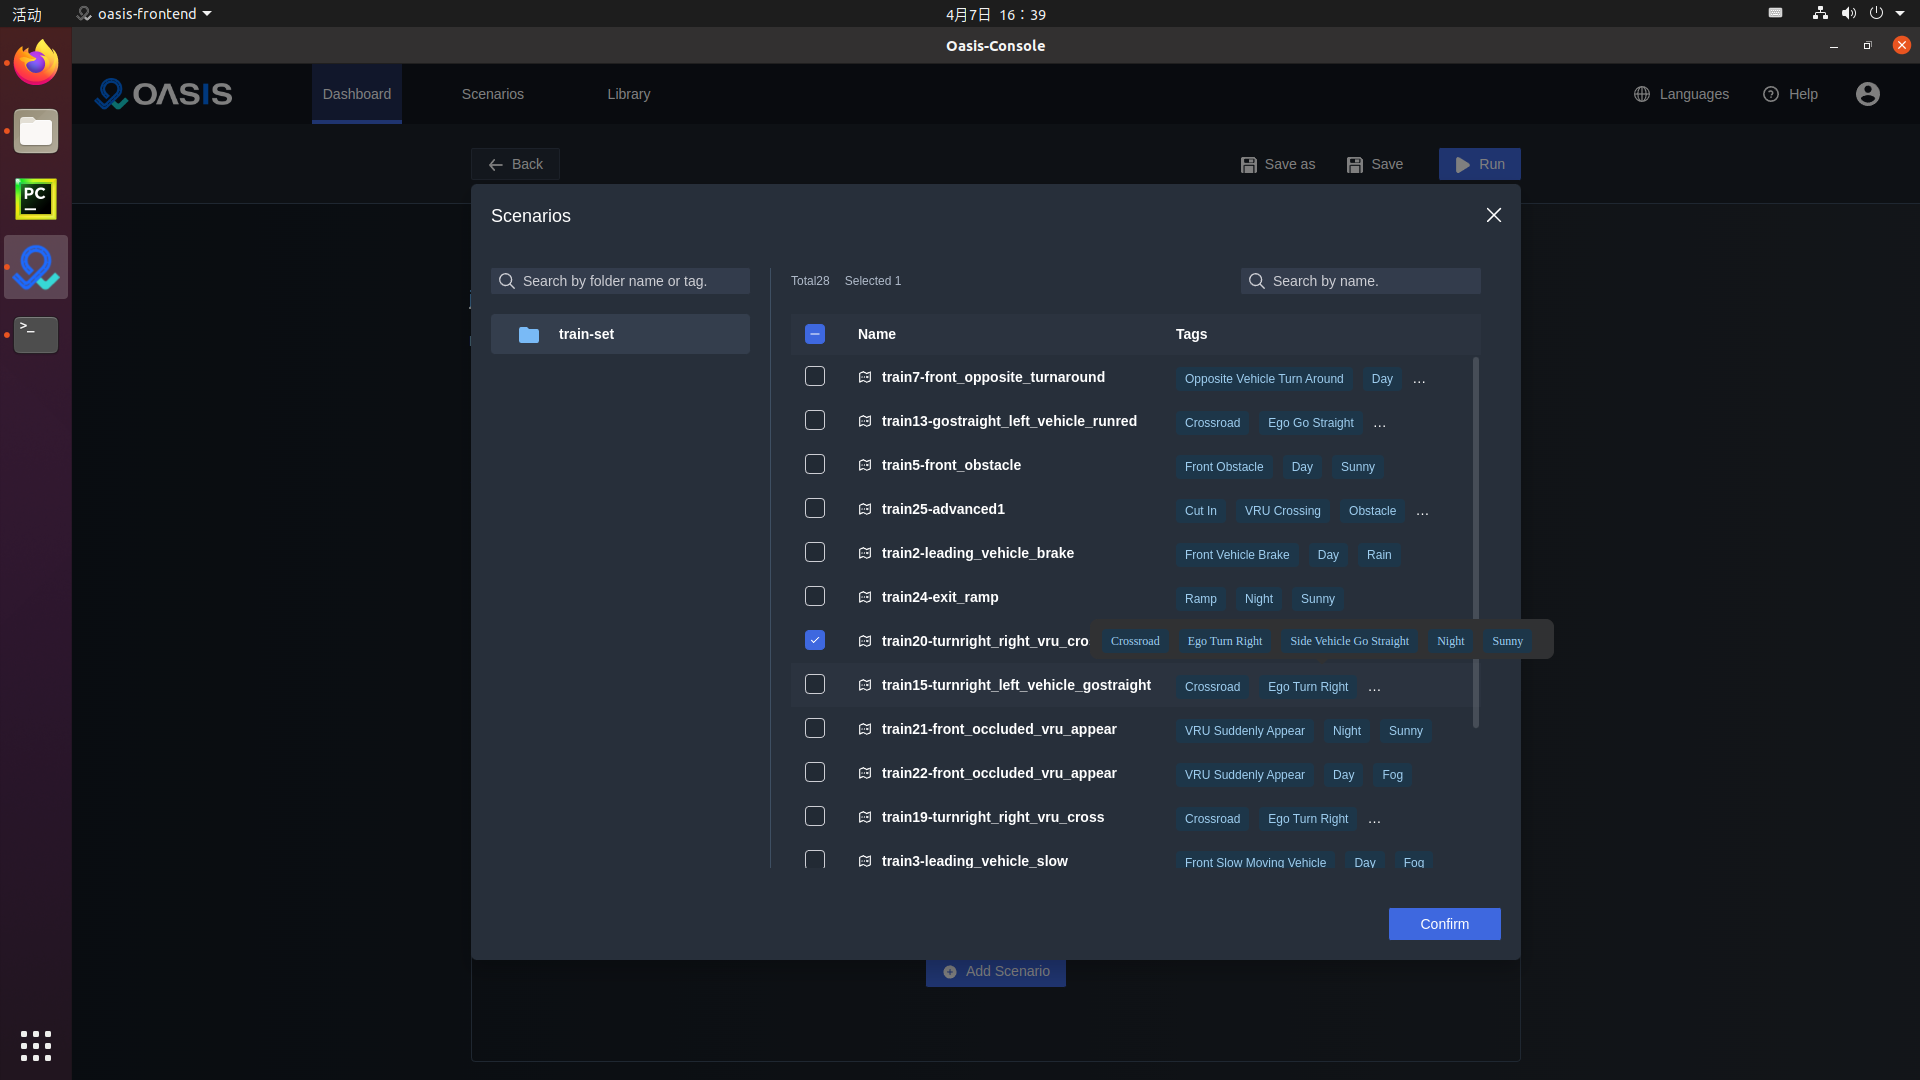 活动 oasis-frontend 4月7日 16：39
Oasis-Console
OASIS Dashboard Scenarios Library Languages Help
Back Save as Save Run
Scenarios
Search by folder name or tag. Total28 Selected 1 Search by name.
train-set Name Tags
train7-front_opposite_turnaround Opposite Vehicle Turn Around Day ...
train13-gostraight_left_vehicle_runred Crossroad Ego Go Straight ...
train5-front_obstacle Front Obstacle Day Sunny
train25-advanced1 Cut In VRU Crossing Obstacle ...
train2-leading_vehicle_brake Front Vehicle Brake Day Rain
train24-exit_ramp Ramp Night Sunny
train20-turnright_right_vru_cro Crossroad Ego Turn Right Side Vehicle Go Straight Night Sunny
train15-turnright_left_vehicle_gostraight Crossroad Ego Turn Right ...
train21-front_occluded_vru_appear VRU Suddenly Appear Night Sunny
train22-front_occluded_vru_appear VRU Suddenly Appear Day Fog
train19-turnright_right_vru_cross Crossroad Ego Turn Right ...
train3-leading_vehicle_slow Front Slow Moving Vehicle Day Fog
Confirm
Add Scenario
PC
>_